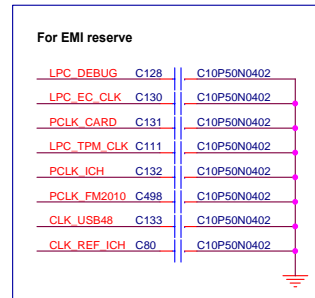 For EMI reserve
LPC_DEBUG C128 C10P50N0402
LPC_EC_CLK C130 C10P50N0402
PCLK_CARD C131 C10P50N0402
LPC_TPM_CLK C111 C10P50N0402
PCLK_ICH C132 C10P50N0402
PCLK_FM2010 C498 C10P50N0402
CLK_USB48 C133 C10P50N0402
CLK_REF_ICH C80 C10P50N0402